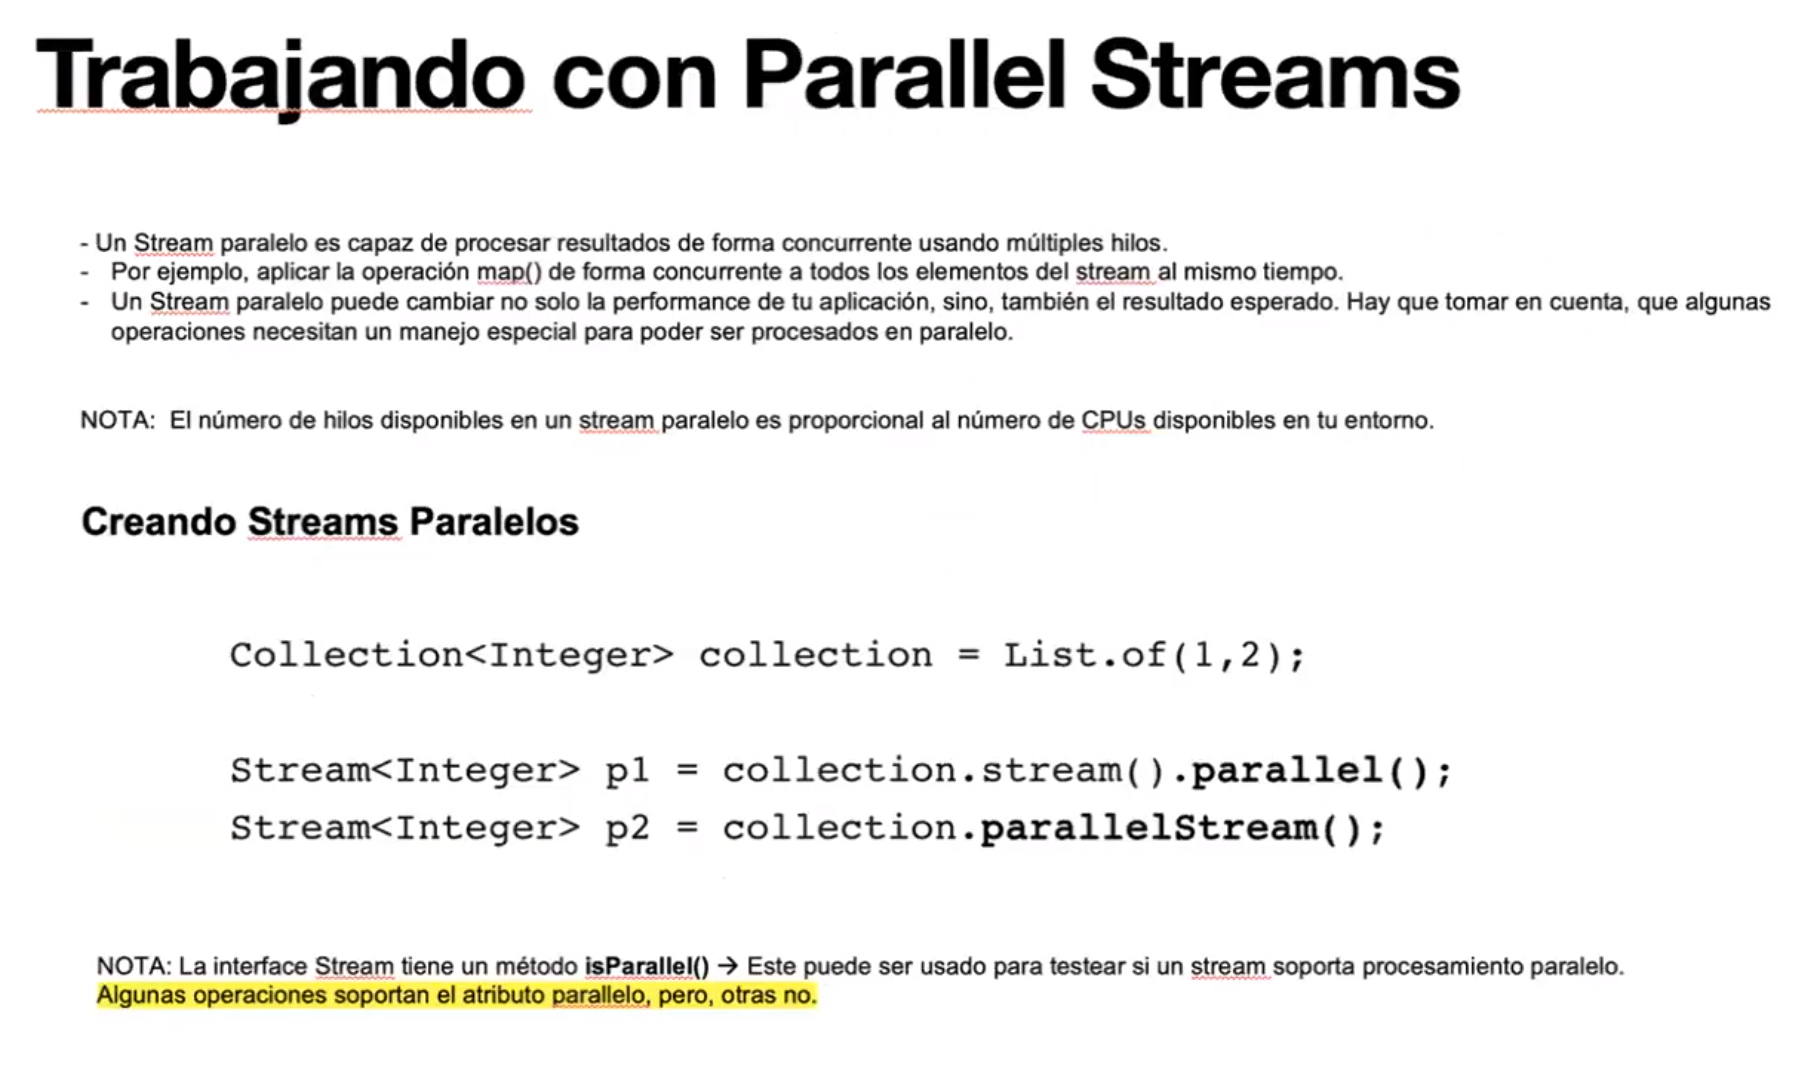 Trabajando con Parallel Streams
- Un Stream paralelo es capaz de procesar resultados de forma concurrente usando múltiples hilos.
- Por ejemplo, aplicar la operación map() de forma concurrente a todos los elementos del stream al mismo tiempo.
- Un Stream paralelo puede cambiar no solo la performance de tu aplicación, sino, también el resultado esperado. Hay que tomar en cuenta, que algunas
operaciones necesitan un manejo especial para poder ser procesados en paralelo.
NOTA: El número de hilos disponibles en un stream paralelo es proporcional al número de CPUs disponibles en tu entorno.
Creando Streams Paralelos
Collection<Integer> collection = List.of(1,2);
Stream<Integer> p1 = collection.stream().parallel();
Stream<Integer> p2 = collection.parallelStream();
NOTA: La interface Stream tiene un método isParallel() → Este puede ser usado para testear si un stream soporta procesamiento paralelo.
Algunas operaciones soportan el atributo parallelo, pero, otras no.